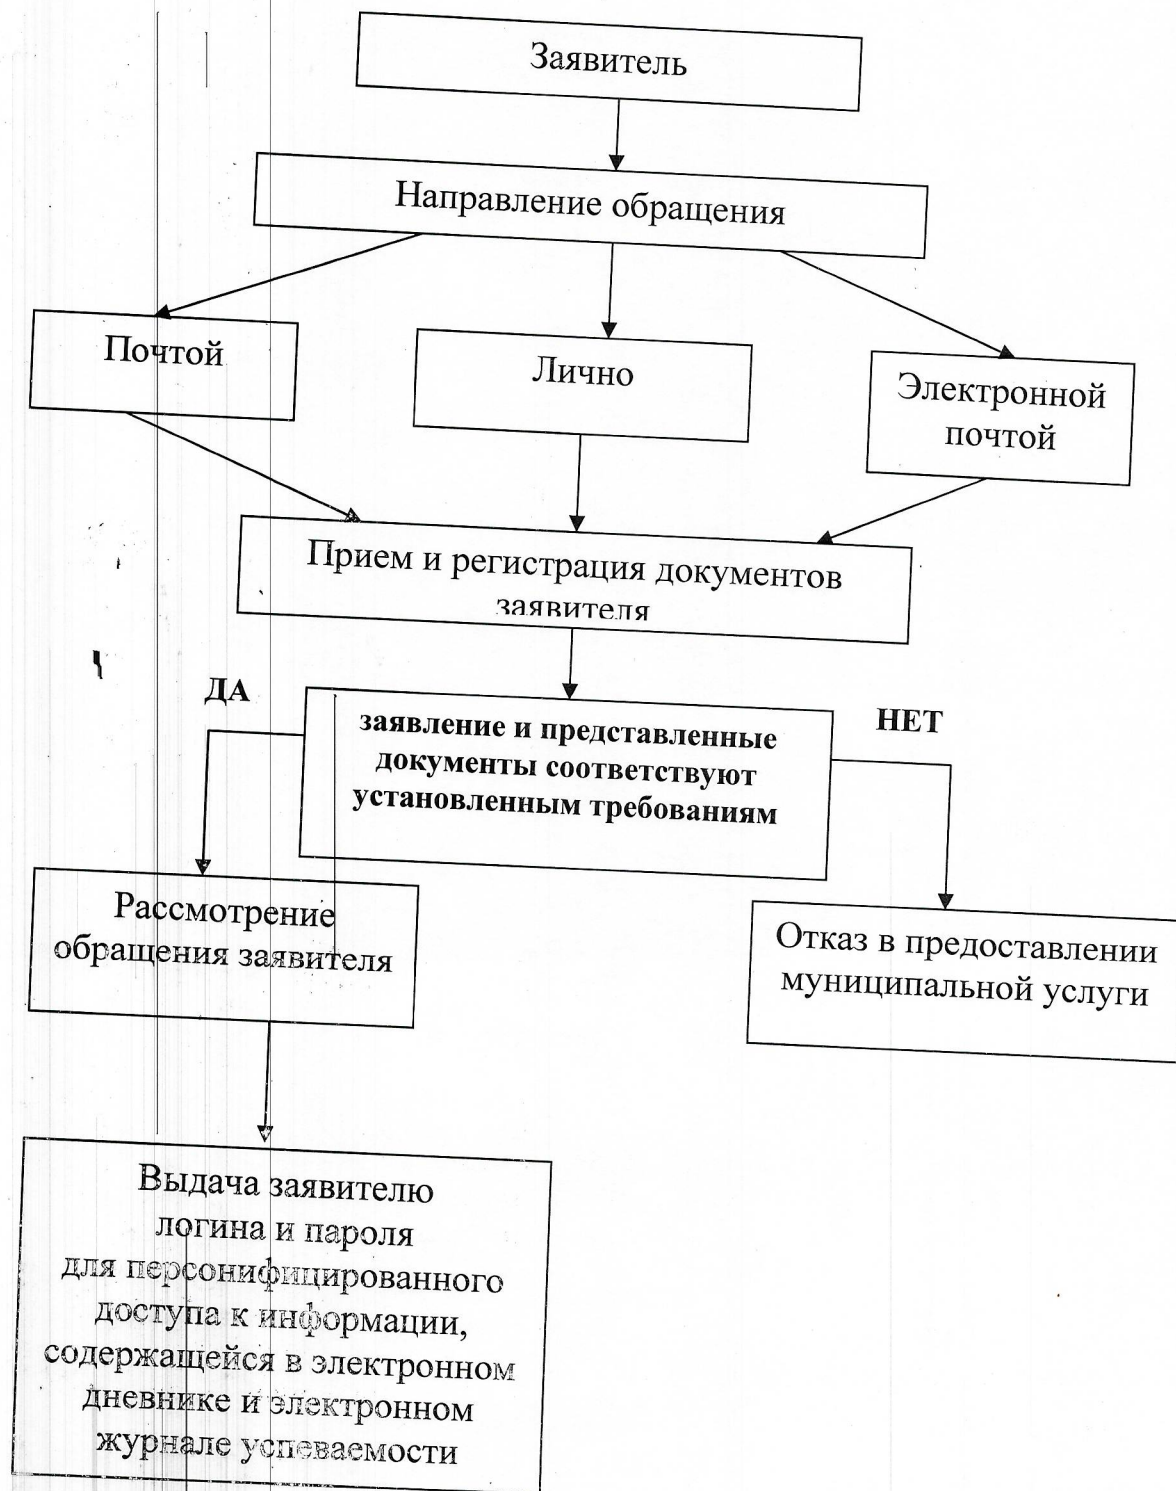 Заявитель
Направление обращения
Почтой
Лично
Электронной
почтой
Прием и регистрация документов
заявителя
ДА
НЕТ
заявление и представленные
документы соответствуют
установленным требованиям
Рассмотрение
обращения заявителя
Отказ в предоставлении
муниципальной услуги
Выдача заявителю
логина и пароля
для персонифицированного
доступа к информации,
содержащейся в электронном
дневнике и электронном
журнале успеваемости